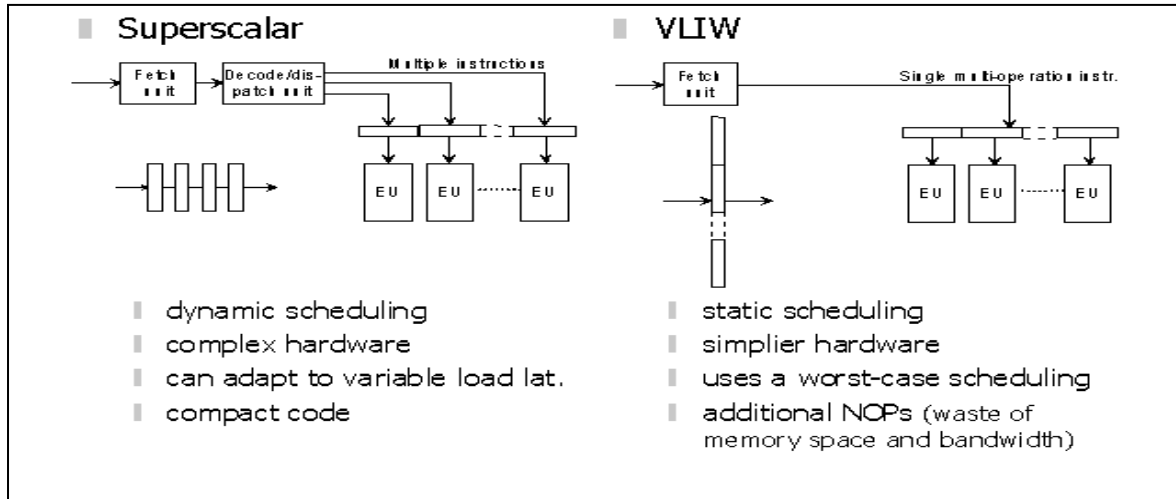 Superscalar
Fetch
unit
Decode/dis-
patch unit
Multiple instructions
EU
EU
EU
dynamic scheduling
complex hardware
can adapt to variable load lat.
compact code
VLIW
Fetch
unit
Single multi-operation instr.
EU
EU
EU
static scheduling
simplier hardware
uses a worst-case scheduling
additional NOPs (waste of
memory space and bandwidth)